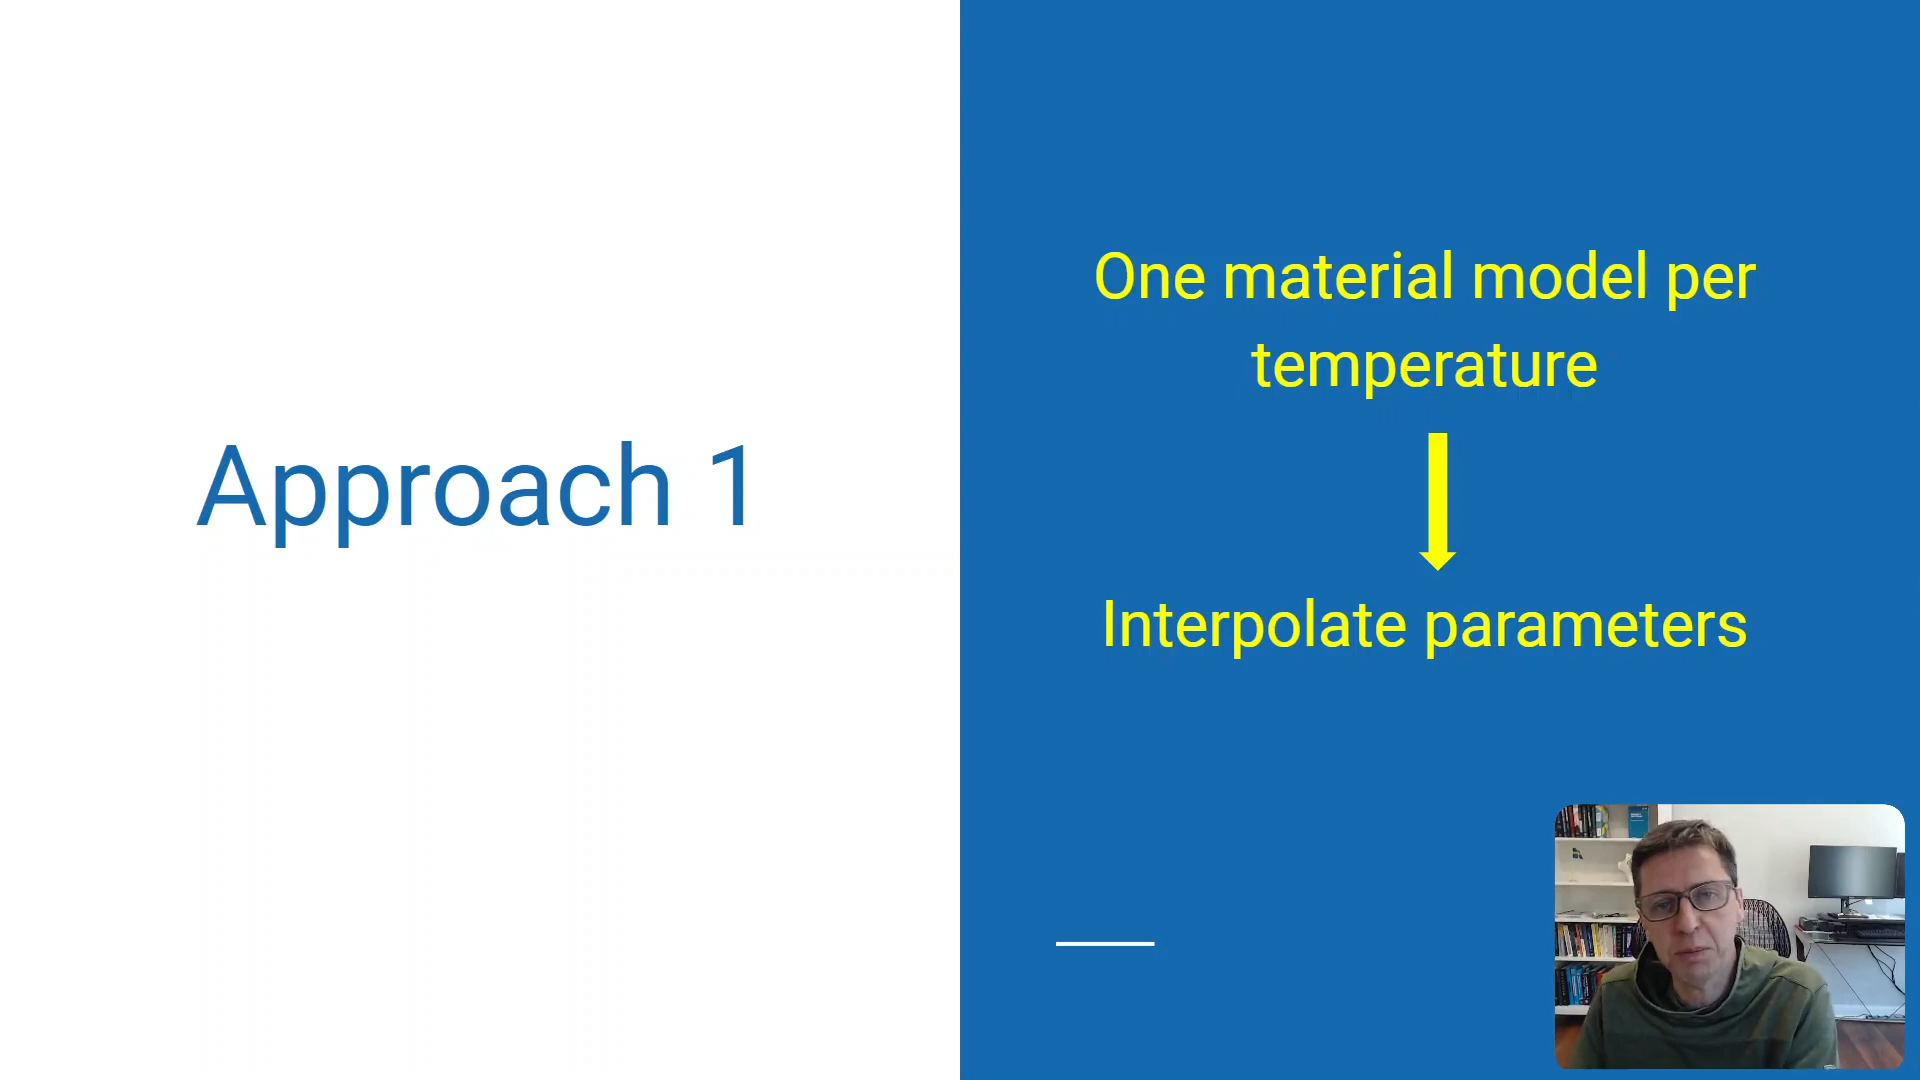 Approach 1
One material model per
temperature
Interpolate parameters